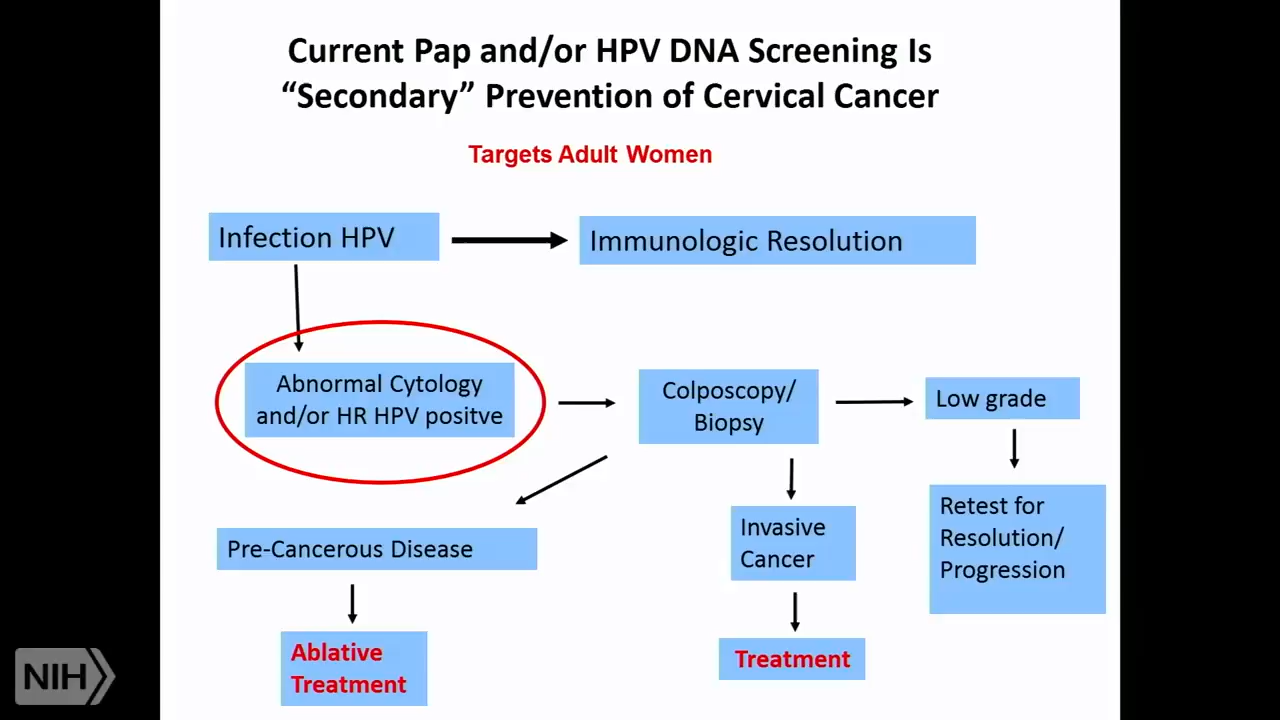 Current Pap and/or HPV DNA Screening Is
“Secondary” Prevention of Cervical Cancer
Targets Adult Women
Infection HPV
Immunologic Resolution
Abnormal Cytology
and/or HR HPV positve
Colposcopy/
Biopsy
Low grade
Pre-Cancerous Disease
Invasive
Cancer
Retest for
Resolution/
Progression
Ablative
Treatment
Treatment
NIH